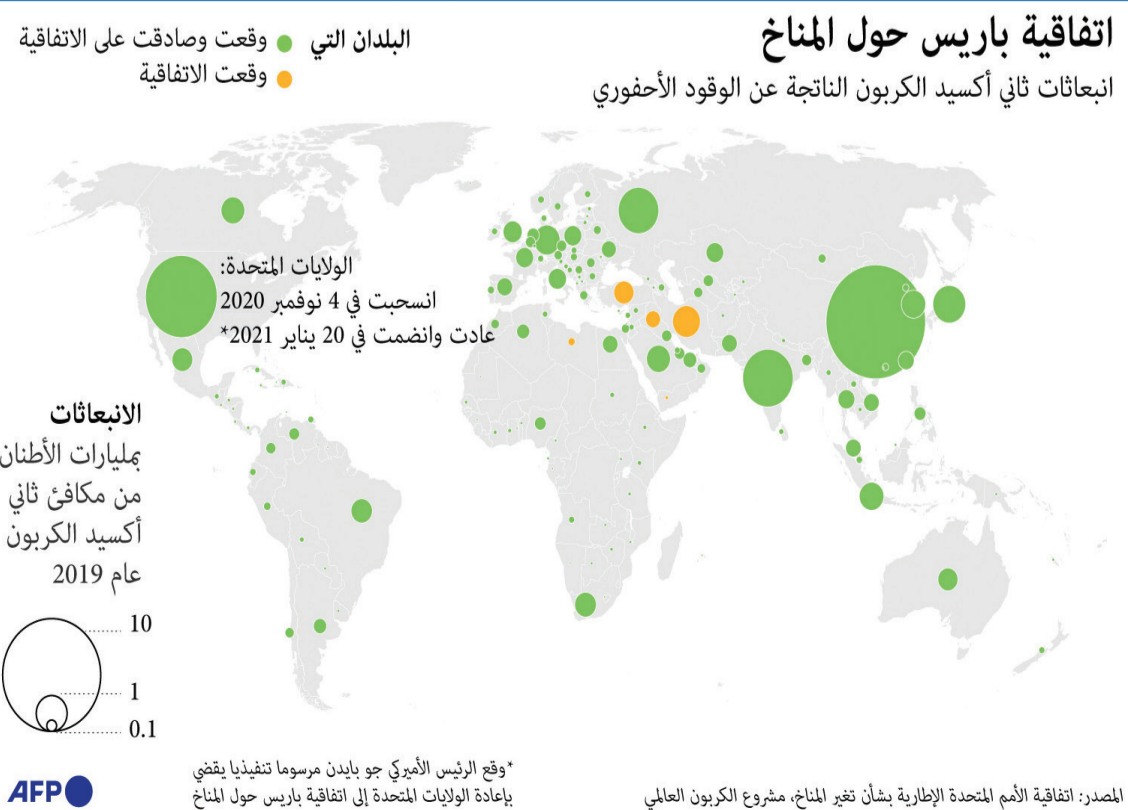 اتفاقية باريس حول المناخ
انبعاثات ثاني أكسيد الكربون الناتجة عن الوقود الأحفوري
البلدان التي
وقعت وصادقت على الاتفاقية
وقعت الاتفاقية
الولايات المتحدة:
انسحبت في 4 نوفمبر 2020
عادت وانضمت في 20 يناير 2021*
الانبعاثات
بمليارات الأطنان
من مكافئ ثاني
أكسيد الكربون
عام 2019
10
1
0.1
*وقع الرئيس الأميركي جو بايدن مرسوما تنفيذيا يقضي
بإعادة الولايات المتحدة إلى اتفاقية باريس حول المناخ
المصدر: اتفاقية الأمم المتحدة الإطارية بشأن تغير المناخ، مشروع الكربون العالمي
AFP